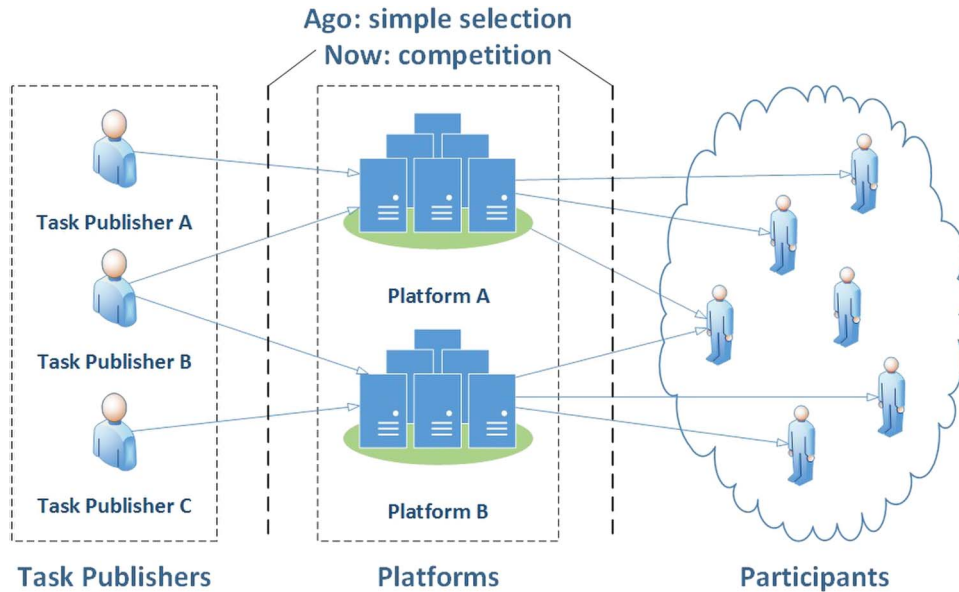 Ago: simple selection
Now: competition
Task Publisher A
Task Publisher B
Task Publisher C
Platform A
Platform B
Task Publishers
Platforms
Participants